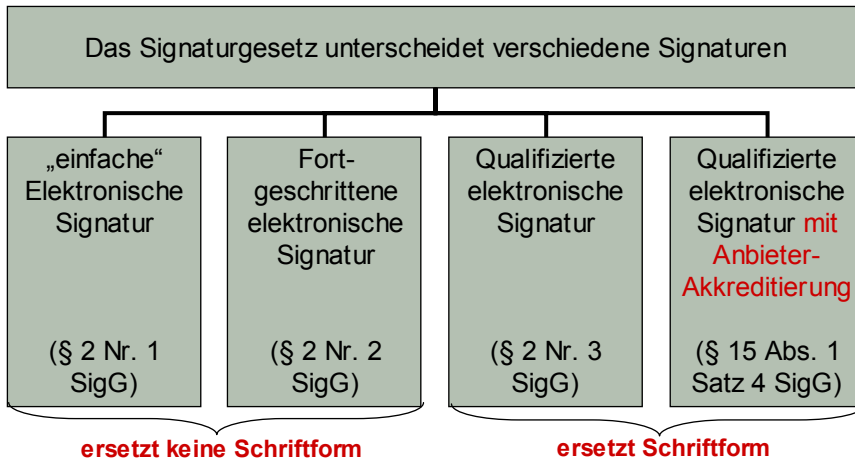 Das Signaturgesetz unterscheidet verschiedene Signaturen
„einfache“
Elektronische
Signatur
(§ 2 Nr. 1
SigG)
Fort-
geschrittene
elektronische
Signatur
(§ 2 Nr. 2
SigG)
Qualifizierte
elektronische
Signatur
(§ 2 Nr. 3
SigG)
Qualifizierte
elektronische
Signatur mit
Anbieter-
Akkreditierung
(§ 15 Abs. 1
Satz 4 SigG)
ersetzt keine Schriftform
ersetzt Schriftform